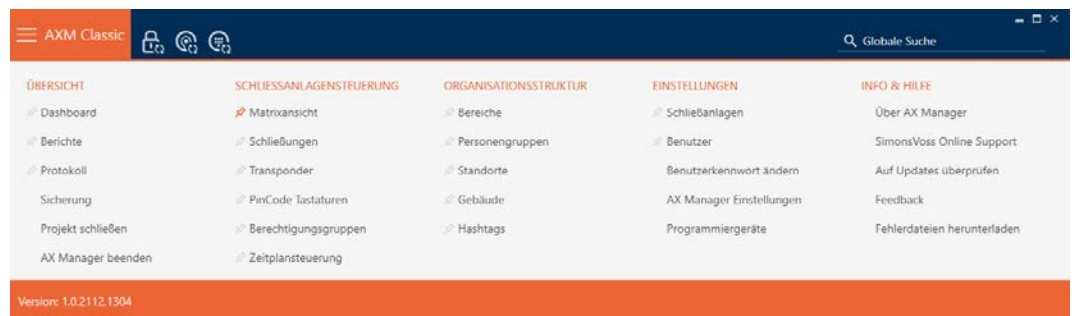 AXM Classic
Globale Suche
ÜBERSICHT
Dashboard
Berichte
Protokoll
Sicherung
Projekt schließen
AX Manager beenden
SCHLIESSANLAGENSTEUERUNG
Matrixansicht
Schließungen
Transponder
PinCode Tastaturen
Berechtigungsgruppen
Zeitplansteuerung
ORGANISATIONSSTRUKTUR
Bereiche
Personengruppen
Standorte
Gebäude
Hashtags
EINSTELLUNGEN
Schließanlagen
Benutzer
Benutzerkennwort ändern
AX Manager Einstellungen
Programmiergeräte
INFO & HILFE
Über AX Manager
SimonsVoss Online Support
Auf Updates überprüfen
Feedback
Fehlerdateien herunterladen
Version: 1.0.2112.1304